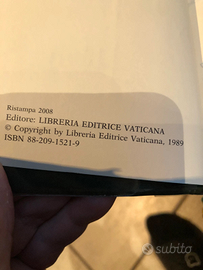 Ristampa 2008
Editore: LIBRERIA EDITRICE VATICANA
© Copyright by Libreria Editrice Vaticana, 1989
ISBN 88-209-1521-9
subito